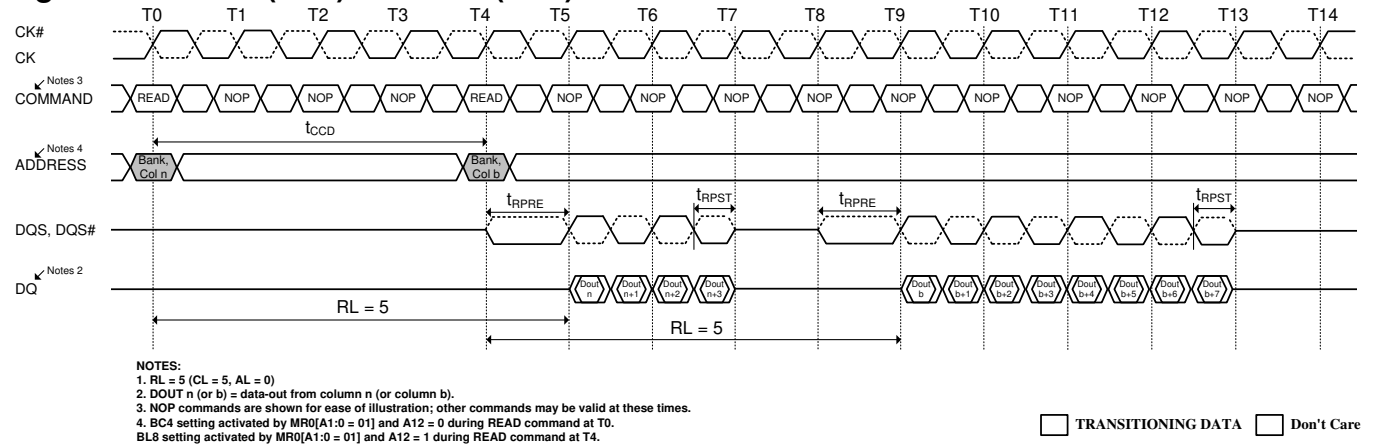 T0 T1 T2 T3 T4 T5 T6 T7 T8 T9 T10 T11 T12 T13 T14
CK#
CK
Notes 3
COMMAND READ NOP NOP NOP READ NOP NOP NOP NOP NOP NOP NOP NOP NOP NOP
tCCD
Notes 4
ADDRESS
Bank, Col n
Bank, Col b
tRPRE tRPST tRPRE tRPST
DQS, DQS#
Notes 2
DQ
Dout n Dout n+1 Dout n+2 Dout n+3 Dout b Dout b+1 Dout b+2 Dout b+3 Dout b+4 Dout b+5 Dout b+6 Dout b+7
RL = 5
RL = 5
NOTES:
1. RL = 5 (CL = 5, AL = 0)
2. DOUT n (or b) = data-out from column n (or column b).
3. NOP commands are shown for ease of illustration; other commands may be valid at these times.
4. BC4 setting activated by MR0[A1:0 = 01] and A12 = 0 during READ command at T0.
BL8 setting activated by MR0[A1:0 = 01] and A12 = 1 during READ command at T4.
TRANSITIONING DATA Don't Care